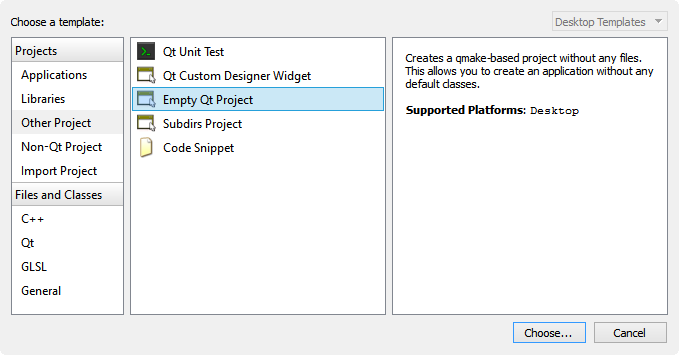 Choose a template:
Desktop Templates
Projects
Applications
Libraries
Other Project
Non-Qt Project
Import Project
Files and Classes
C++
Qt
GLSL
General
Qt Unit Test
Qt Custom Designer Widget
Empty Qt Project
Subdirs Project
Code Snippet
Creates a qmake-based project without any files.
This allows you to create an application without any
default classes.
Supported Platforms: Desktop
Choose...
Cancel